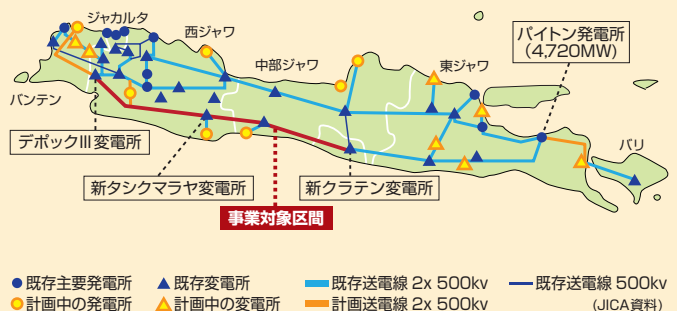 ジャカルタ
西ジャワ
中部ジャワ
東ジャワ
パイトン発電所
(4,720MW)
バンテン
バリ
デポックⅢ変電所
新タシクマラヤ変電所
新クラテン変電所
事業対象区間
既存主要発電所
既存変電所
既存送電線 2x 500kv
既存送電線 500kv
計画中の発電所
計画中の変電所
計画送電線 2x 500kv
(JICA資料)